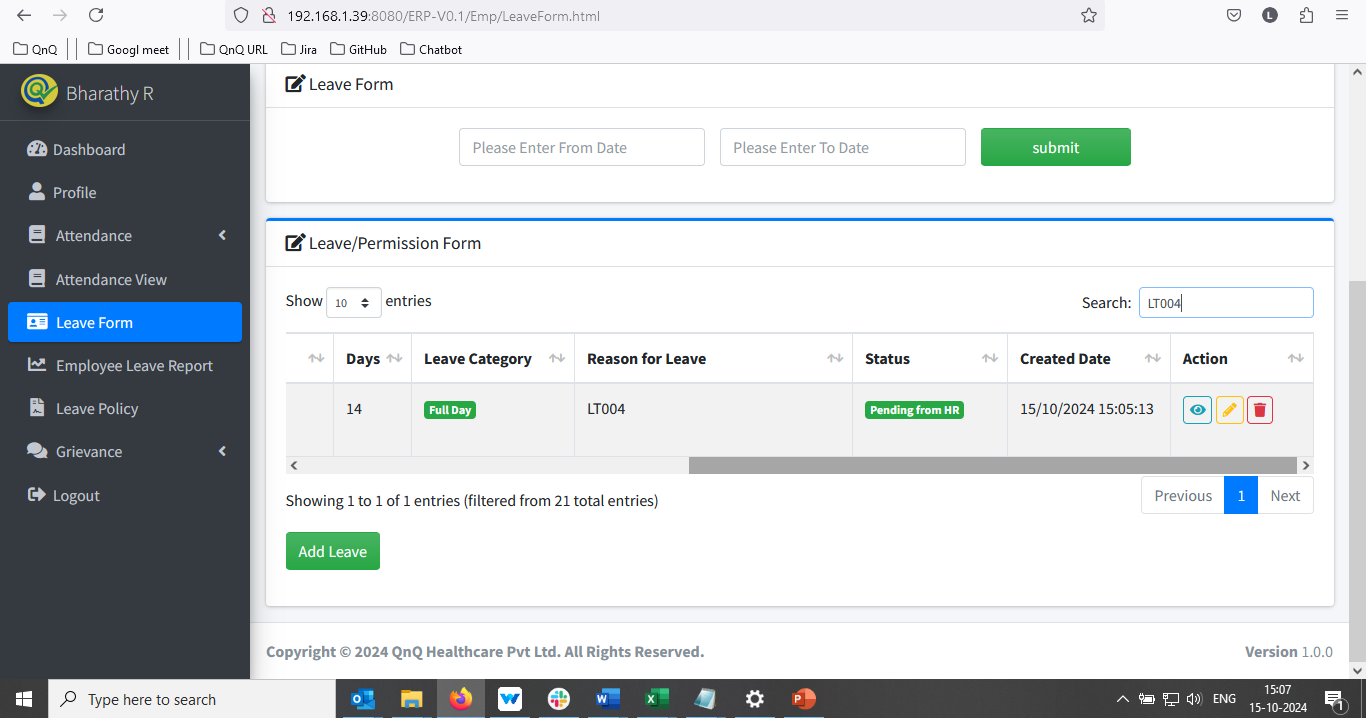 192.168.1.39:8080/ERP-V0.1/Emp/LeaveForm.html
L
QnQ
Googl meet
QnQ URL
Jira
GitHub
Chatbot
Bharathy R
Dashboard
Profile
Attendance
Attendance View
Leave Form
Employee Leave Report
Leave Policy
Grievance
Logout
Leave Form
Please Enter From Date
Please Enter To Date
submit
Leave/Permission Form
Show 10 entries
Search: LT004
Days
Leave Category
Reason for Leave
Status
Created Date
Action
14
Full Day
LT004
Pending from HR
15/10/2024 15:05:13
Showing 1 to 1 of 1 entries (filtered from 21 total entries)
Previous
1
Next
Add Leave
Copyright © 2024 QnQ Healthcare Pvt Ltd. All Rights Reserved.
Version 1.0.0
Type here to search
ENG
15:07
15-10-2024
1